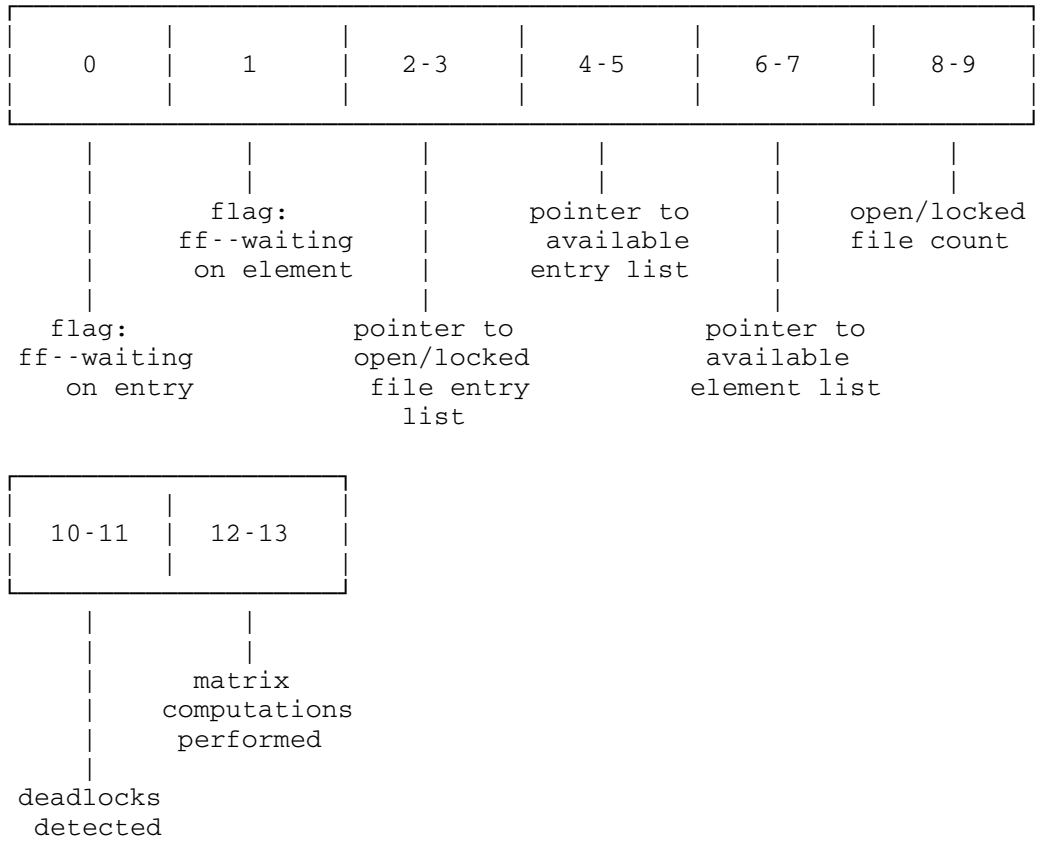 0 1 2-3 4-5 6-7 8-9
flag: pointer to open/locked
ff--waiting available file count
on element entry list
flag: pointer to pointer to
ff--waiting open/locked available
on entry file entry element list
list
10-11 12-13
matrix
computations
performed
deadlocks
detected